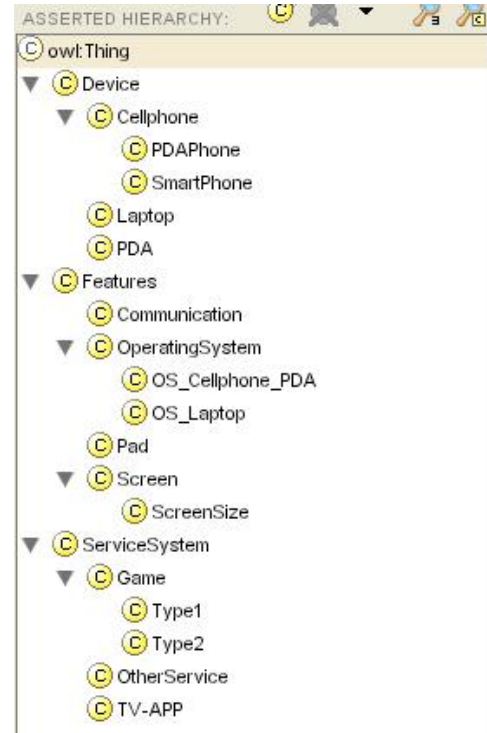 ASSERTED HIERARCHY:
C owl:Thing
C Device
C Cellphone
C PDAPhone
C SmartPhone
C Laptop
C PDA
C Features
C Communication
C OperatingSystem
C OS_Cellphone_PDA
C OS_Laptop
C Pad
C Screen
C ScreenSize
C ServiceSystem
C Game
C Type1
C Type2
C OtherService
C TV-APP